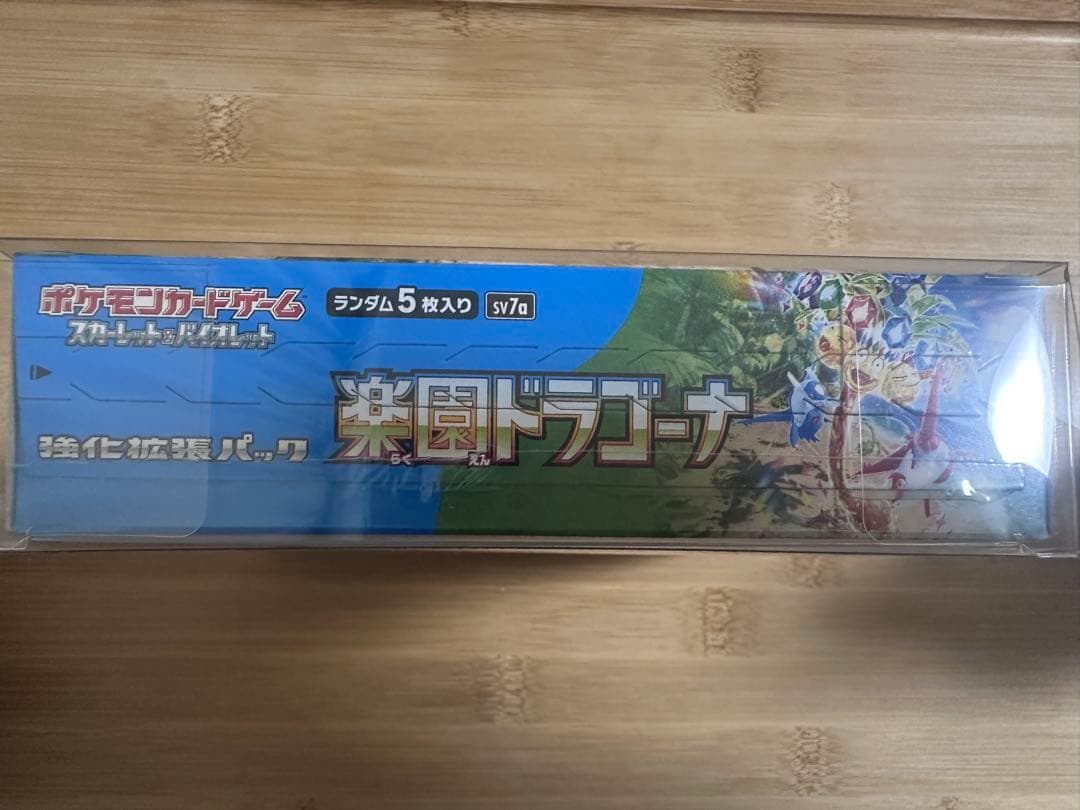 ポケモンカードゲーム
スカーレット&バイオレット
ランダム5枚入り
sv7a
強化拡張パック
楽園ドラゴーナ
らく えん